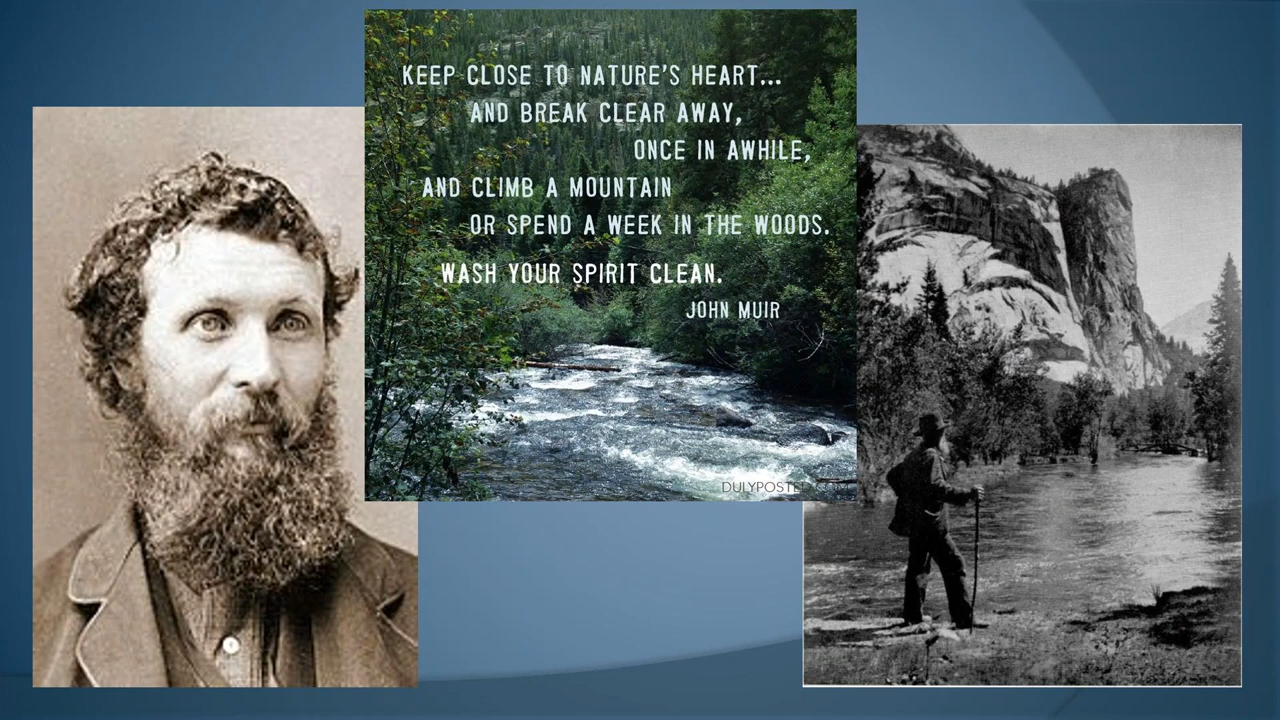 KEEP CLOSE TO NATURE'S HEART...
AND BREAK CLEAR AWAY,
ONCE IN AWHILE,
AND CLIMB A MOUNTAIN
OR SPEND A WEEK IN THE WOODS.
WASH YOUR SPIRIT CLEAN.
JOHN MUIR
DULYPOSTED.COM